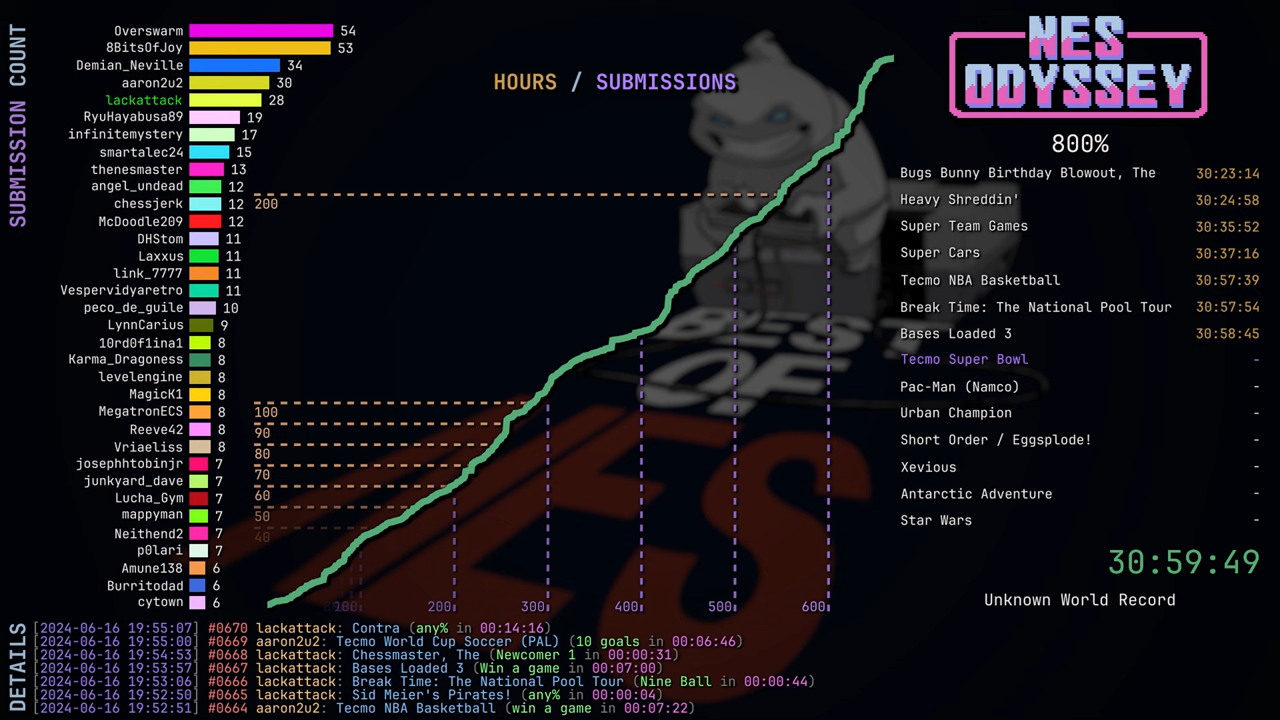 SUBMISSION COUNT
Overswarm 54
8BitsOfJoy 53
Demian_Neville 34
aaron2u2 30
lackattack 28
RyuHayabusa89 19
infinitemystery 17
smartalec24 15
thenesmaster 13
angel_undead 12
chessjerk 12
McDoodle209 12
DHStom 11
Laxxus 11
link_7777 11
Vespervidyaretro 11
peco_de_guile 10
LynnCarius 9
10rd0f1ina1 8
Karma_Dragoness 8
levelengine 8
MagicK1 8
MegatronECS 8
Reeve42 8
Vriaeliss 8
josephhtobinjr 7
junkyard_dave 7
Lucha_Gym 7
mappyman 7
Neithend2 7
p0lari 7
Amune138 6
Burritodad 6
cytown 6
HOURS / SUBMISSIONS
200
100
90
80
70
60
50
40
100 200 300 400 500 600
BEST
OF
NES
NES
ODYSSEY
800%
Bugs Bunny Birthday Blowout, The 30:23:14
Heavy Shreddin' 30:24:58
Super Team Games 30:35:52
Super Cars 30:37:16
Tecmo NBA Basketball 30:57:39
Break Time: The National Pool Tour 30:57:54
Bases Loaded 3 30:58:45
Tecmo Super Bowl -
Pac-Man (Namco) -
Urban Champion -
Short Order / Eggsplode! -
Xevious -
Antarctic Adventure -
Star Wars -
30:59:49
Unknown World Record
DETAILS
[2024-06-16 19:55:07] #0670 lackattack: Contra (any% in 00:14:16)
[2024-06-16 19:55:00] #0669 aaron2u2: Tecmo World Cup Soccer (PAL) (10 goals in 00:06:46)
[2024-06-16 19:54:53] #0668 lackattack: Chessmaster, The (Newcomer 1 in 00:00:31)
[2024-06-16 19:53:57] #0667 lackattack: Bases Loaded 3 (Win a game in 00:07:00)
[2024-06-16 19:53:06] #0666 lackattack: Break Time: The National Pool Tour (Nine Ball in 00:00:44)
[2024-06-16 19:52:50] #0665 lackattack: Sid Meier's Pirates! (any% in 00:00:04)
[2024-06-16 19:52:51] #0664 aaron2u2: Tecmo NBA Basketball (win a game in 00:07:22)